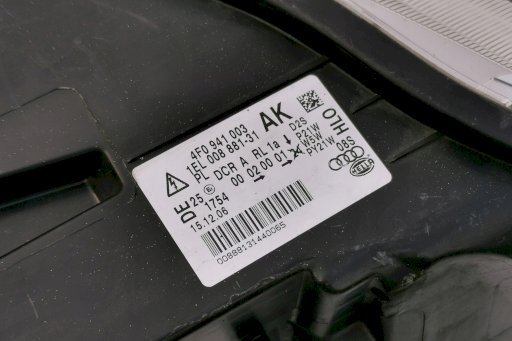 4F0 941 003 AK
1EL 008 881-31
PL DCR A RL 1a D2S
P21W
W5W
PY21W
00 02 00 01
DE 25
1754
15.12.06
HLO
08S
HELLA
00888131440065